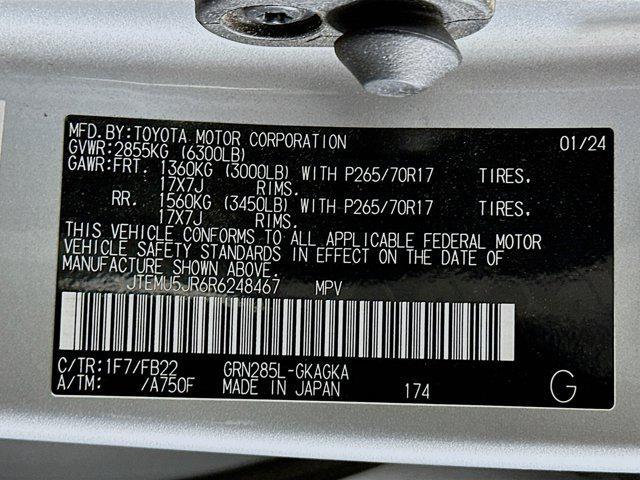 MFD.BY:TOYOTA MOTOR CORPORATION 01/24
GVWR:2855KG (6300LB)
GAWR:FRT. 1360KG (3000LB) WITH P265/70R17 TIRES.
17X7J RIMS.
RR. 1560KG (3450LB) WITH P265/70R17 TIRES.
17X7J RIMS.
THIS VEHICLE CONFORMS TO ALL APPLICABLE FEDERAL MOTOR
VEHICLE SAFETY STANDARDS IN EFFECT ON THE DATE OF
MANUFACTURE SHOWN ABOVE.
JTEMU5JR6R6248467 MPV
C/TR:1F7/FB22 GRN285L-GKAGKA
A/TM: /A750F MADE IN JAPAN 174 G